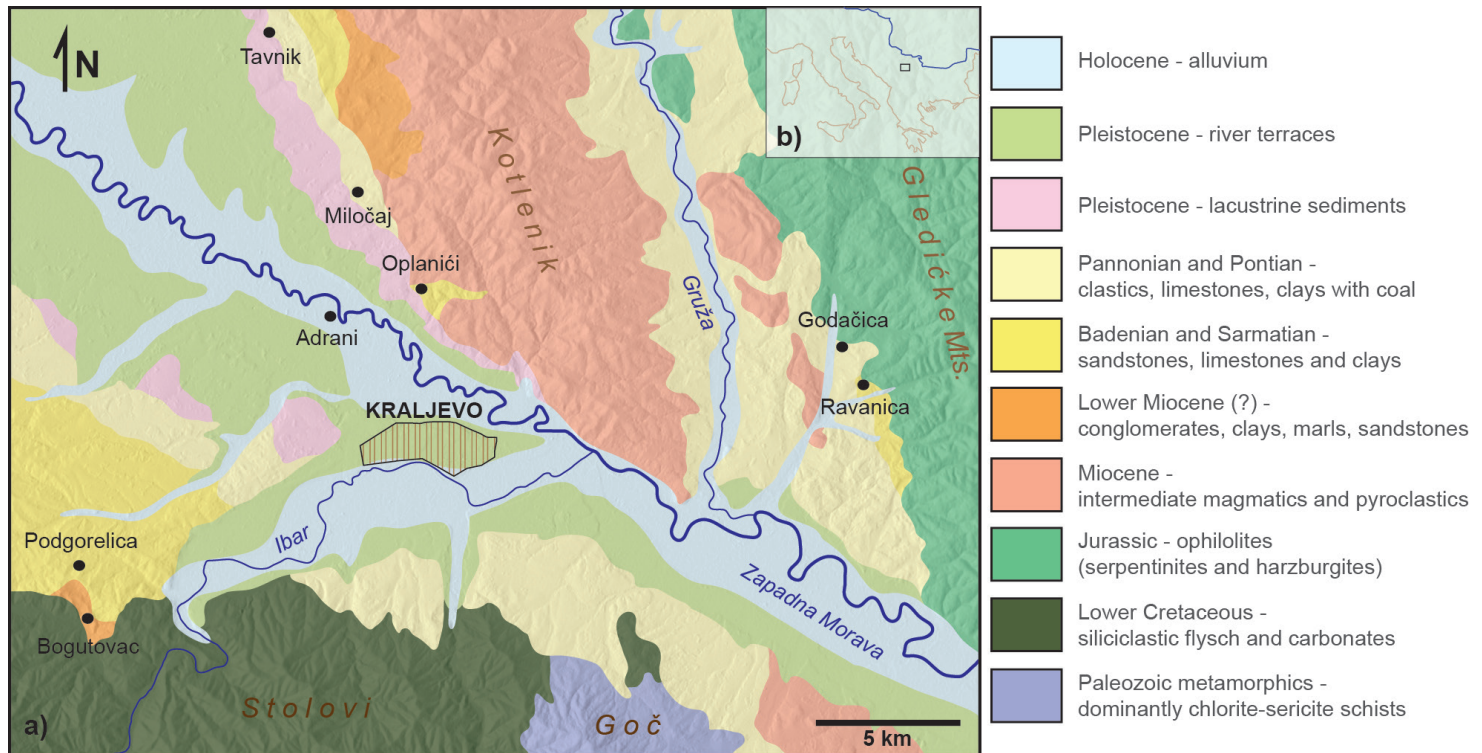 N
Tavnik
Kotlenik
b)
Miločaj
Oplanići
Gledićke Mts.
Gruža
Godačica
Adrani
Ravanica
KRALJEVO
Podgorelica
Ibar
Zapadna Morava
Bogutovac
Stolovi
Goč
a)
5 km
Holocene - alluvium
Pleistocene - river terraces
Pleistocene - lacustrine sediments
Pannonian and Pontian -
clastics, limestones, clays with coal
Badenian and Sarmatian -
sandstones, limestones and clays
Lower Miocene (?) -
conglomerates, clays, marls, sandstones
Miocene -
intermediate magmatics and pyroclastics
Jurassic - ophilolites
(serpentinites and harzburgites)
Lower Cretaceous -
siliciclastic flysch and carbonates
Paleozoic metamorphics -
dominantly chlorite-sericite schists